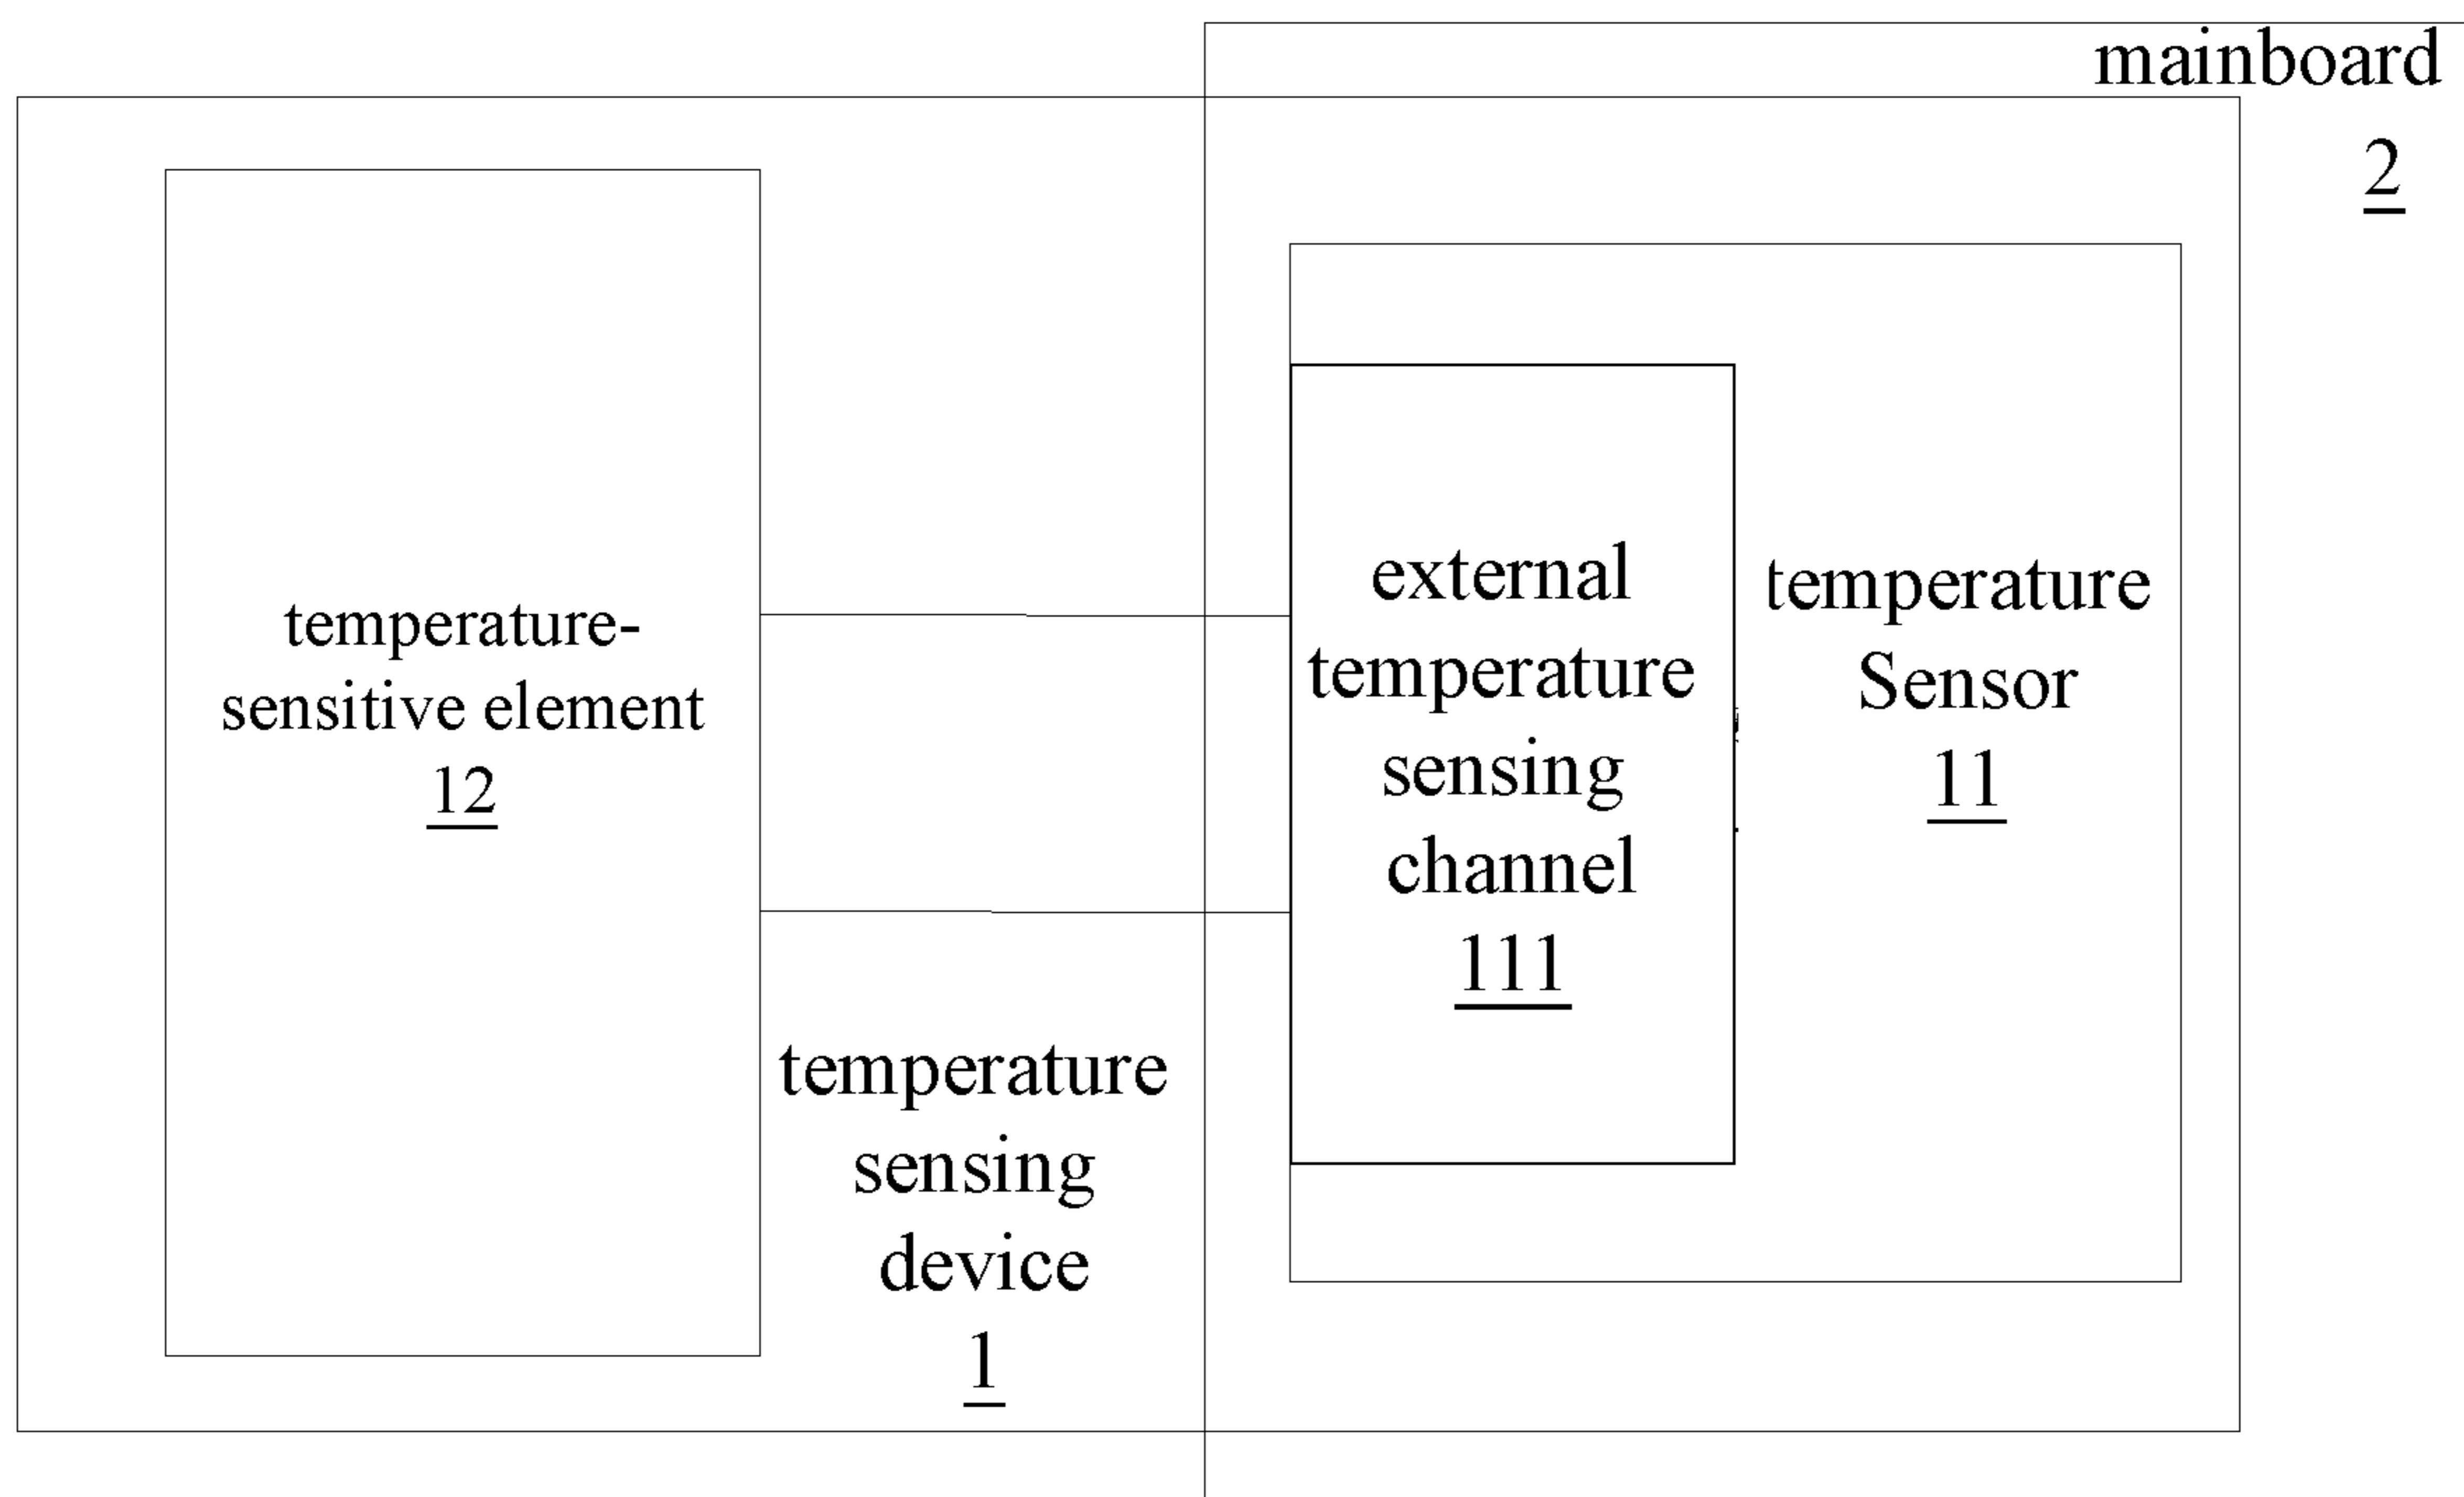 mainboard
2
temperature-
sensitive element
12
external
temperature
sensing
channel
111
temperature
Sensor
11
temperature
sensing
device
1